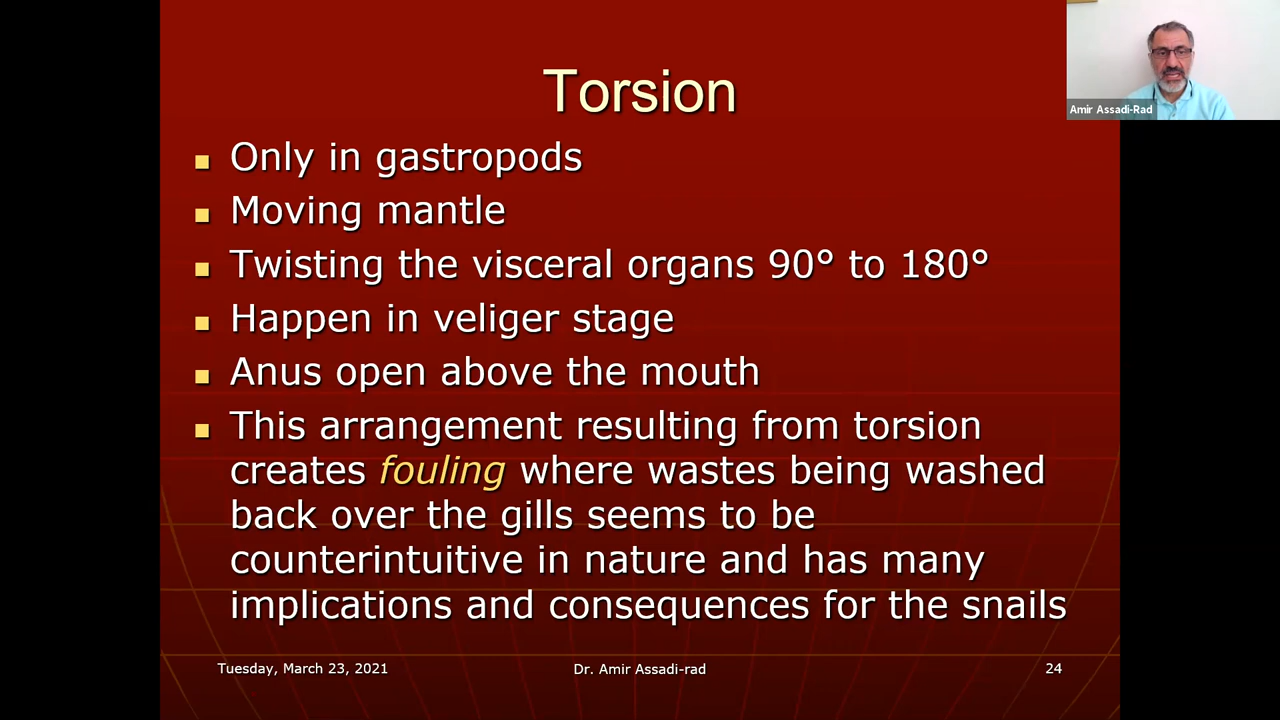 Torsion
Only in gastropods
Moving mantle
Twisting the visceral organs 90° to 180°
Happen in veliger stage
Anus open above the mouth
This arrangement resulting from torsion
creates fouling where wastes being washed
back over the gills seems to be
counterintuitive in nature and has many
implications and consequences for the snails
Tuesday, March 23, 2021
Dr. Amir Assadi-rad
24
Amir Assadi-Rad